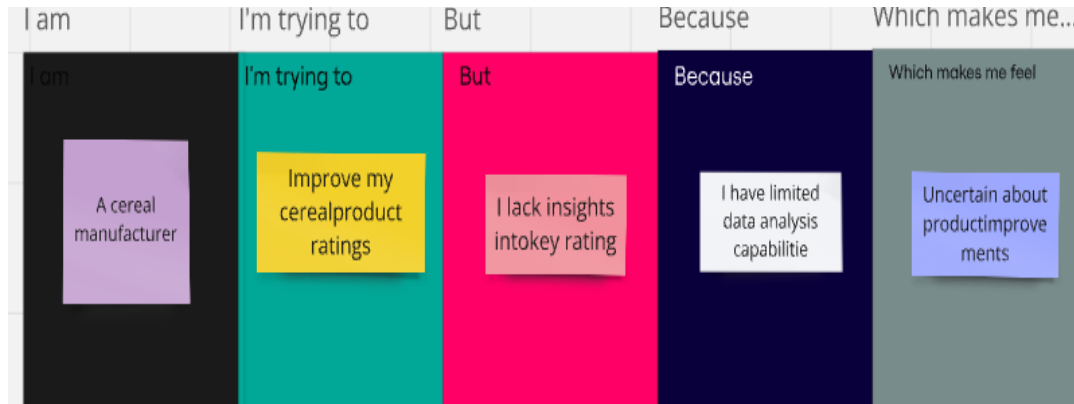 I am
I'm trying to
But
Because
Which makes me...
I am
I'm trying to
But
Because
Which makes me feel
A cereal
manufacturer
Improve my
cerealproduct
ratings
I lack insights
intokey rating
I have limited
data analysis
capabilitie
Uncertain about
productimprove
ments